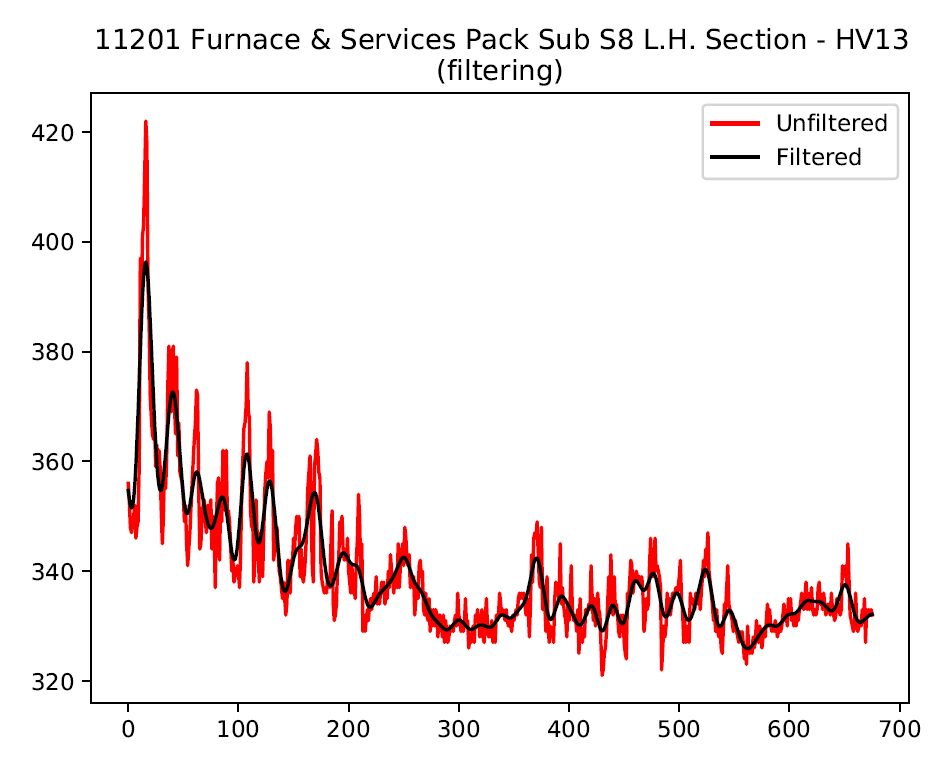 11201 Furnace & Services Pack Sub S8 L.H. Section - HV13
(filtering)
Unfiltered
Filtered
420
400
380
360
340
320
0 100 200 300 400 500 600 700